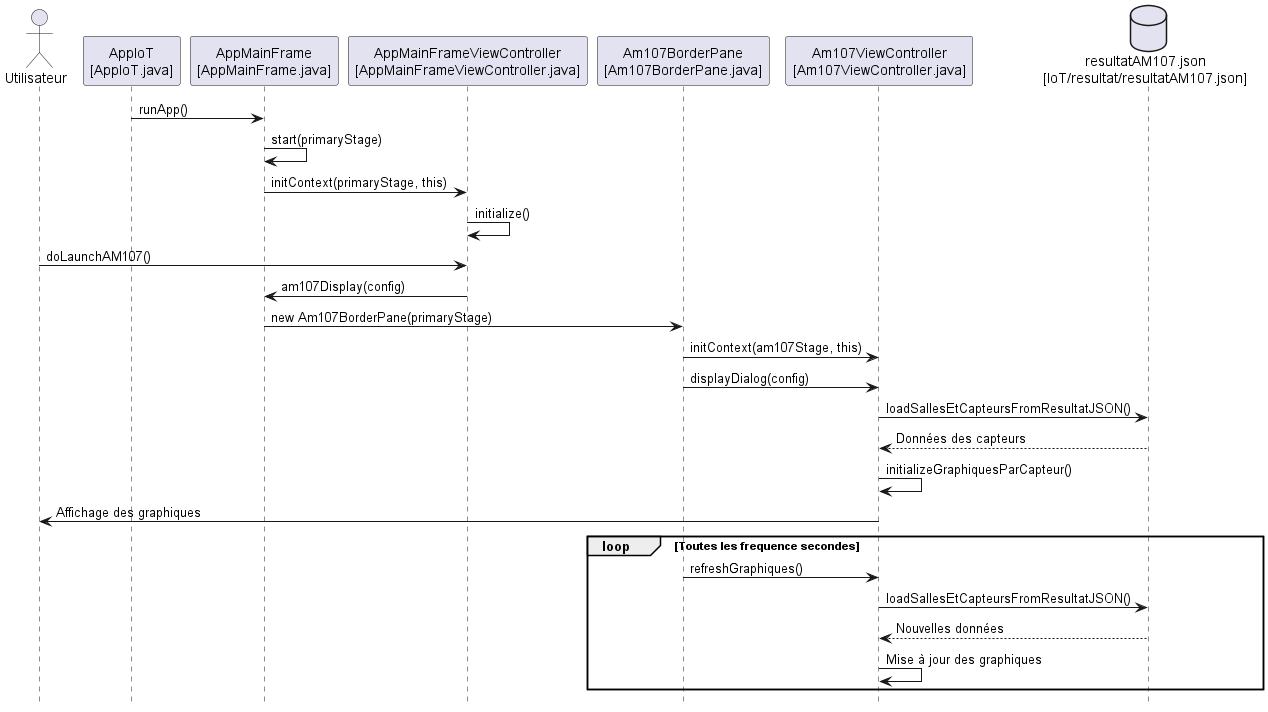 Utilisateur
AppIoT
[AppIoT.java]
AppMainFrame
[AppMainFrame.java]
AppMainFrameViewController
[AppMainFrameViewController.java]
Am107BorderPane
[Am107BorderPane.java]
Am107ViewController
[Am107ViewController.java]
resultatAM107.json
[IoT/resultat/resultatAM107.json]
runApp()
start(primaryStage)
initContext(primaryStage, this)
initialize()
doLaunchAM107()
am107Display(config)
new Am107BorderPane(primaryStage)
initContext(am107Stage, this)
displayDialog(config)
loadSallesEtCapteursFromResultatJSON()
Données des capteurs
initializeGraphiquesParCapteur()
Affichage des graphiques
loop [Toutes les frequence secondes]
refreshGraphiques()
loadSallesEtCapteursFromResultatJSON()
Nouvelles données
Mise à jour des graphiques